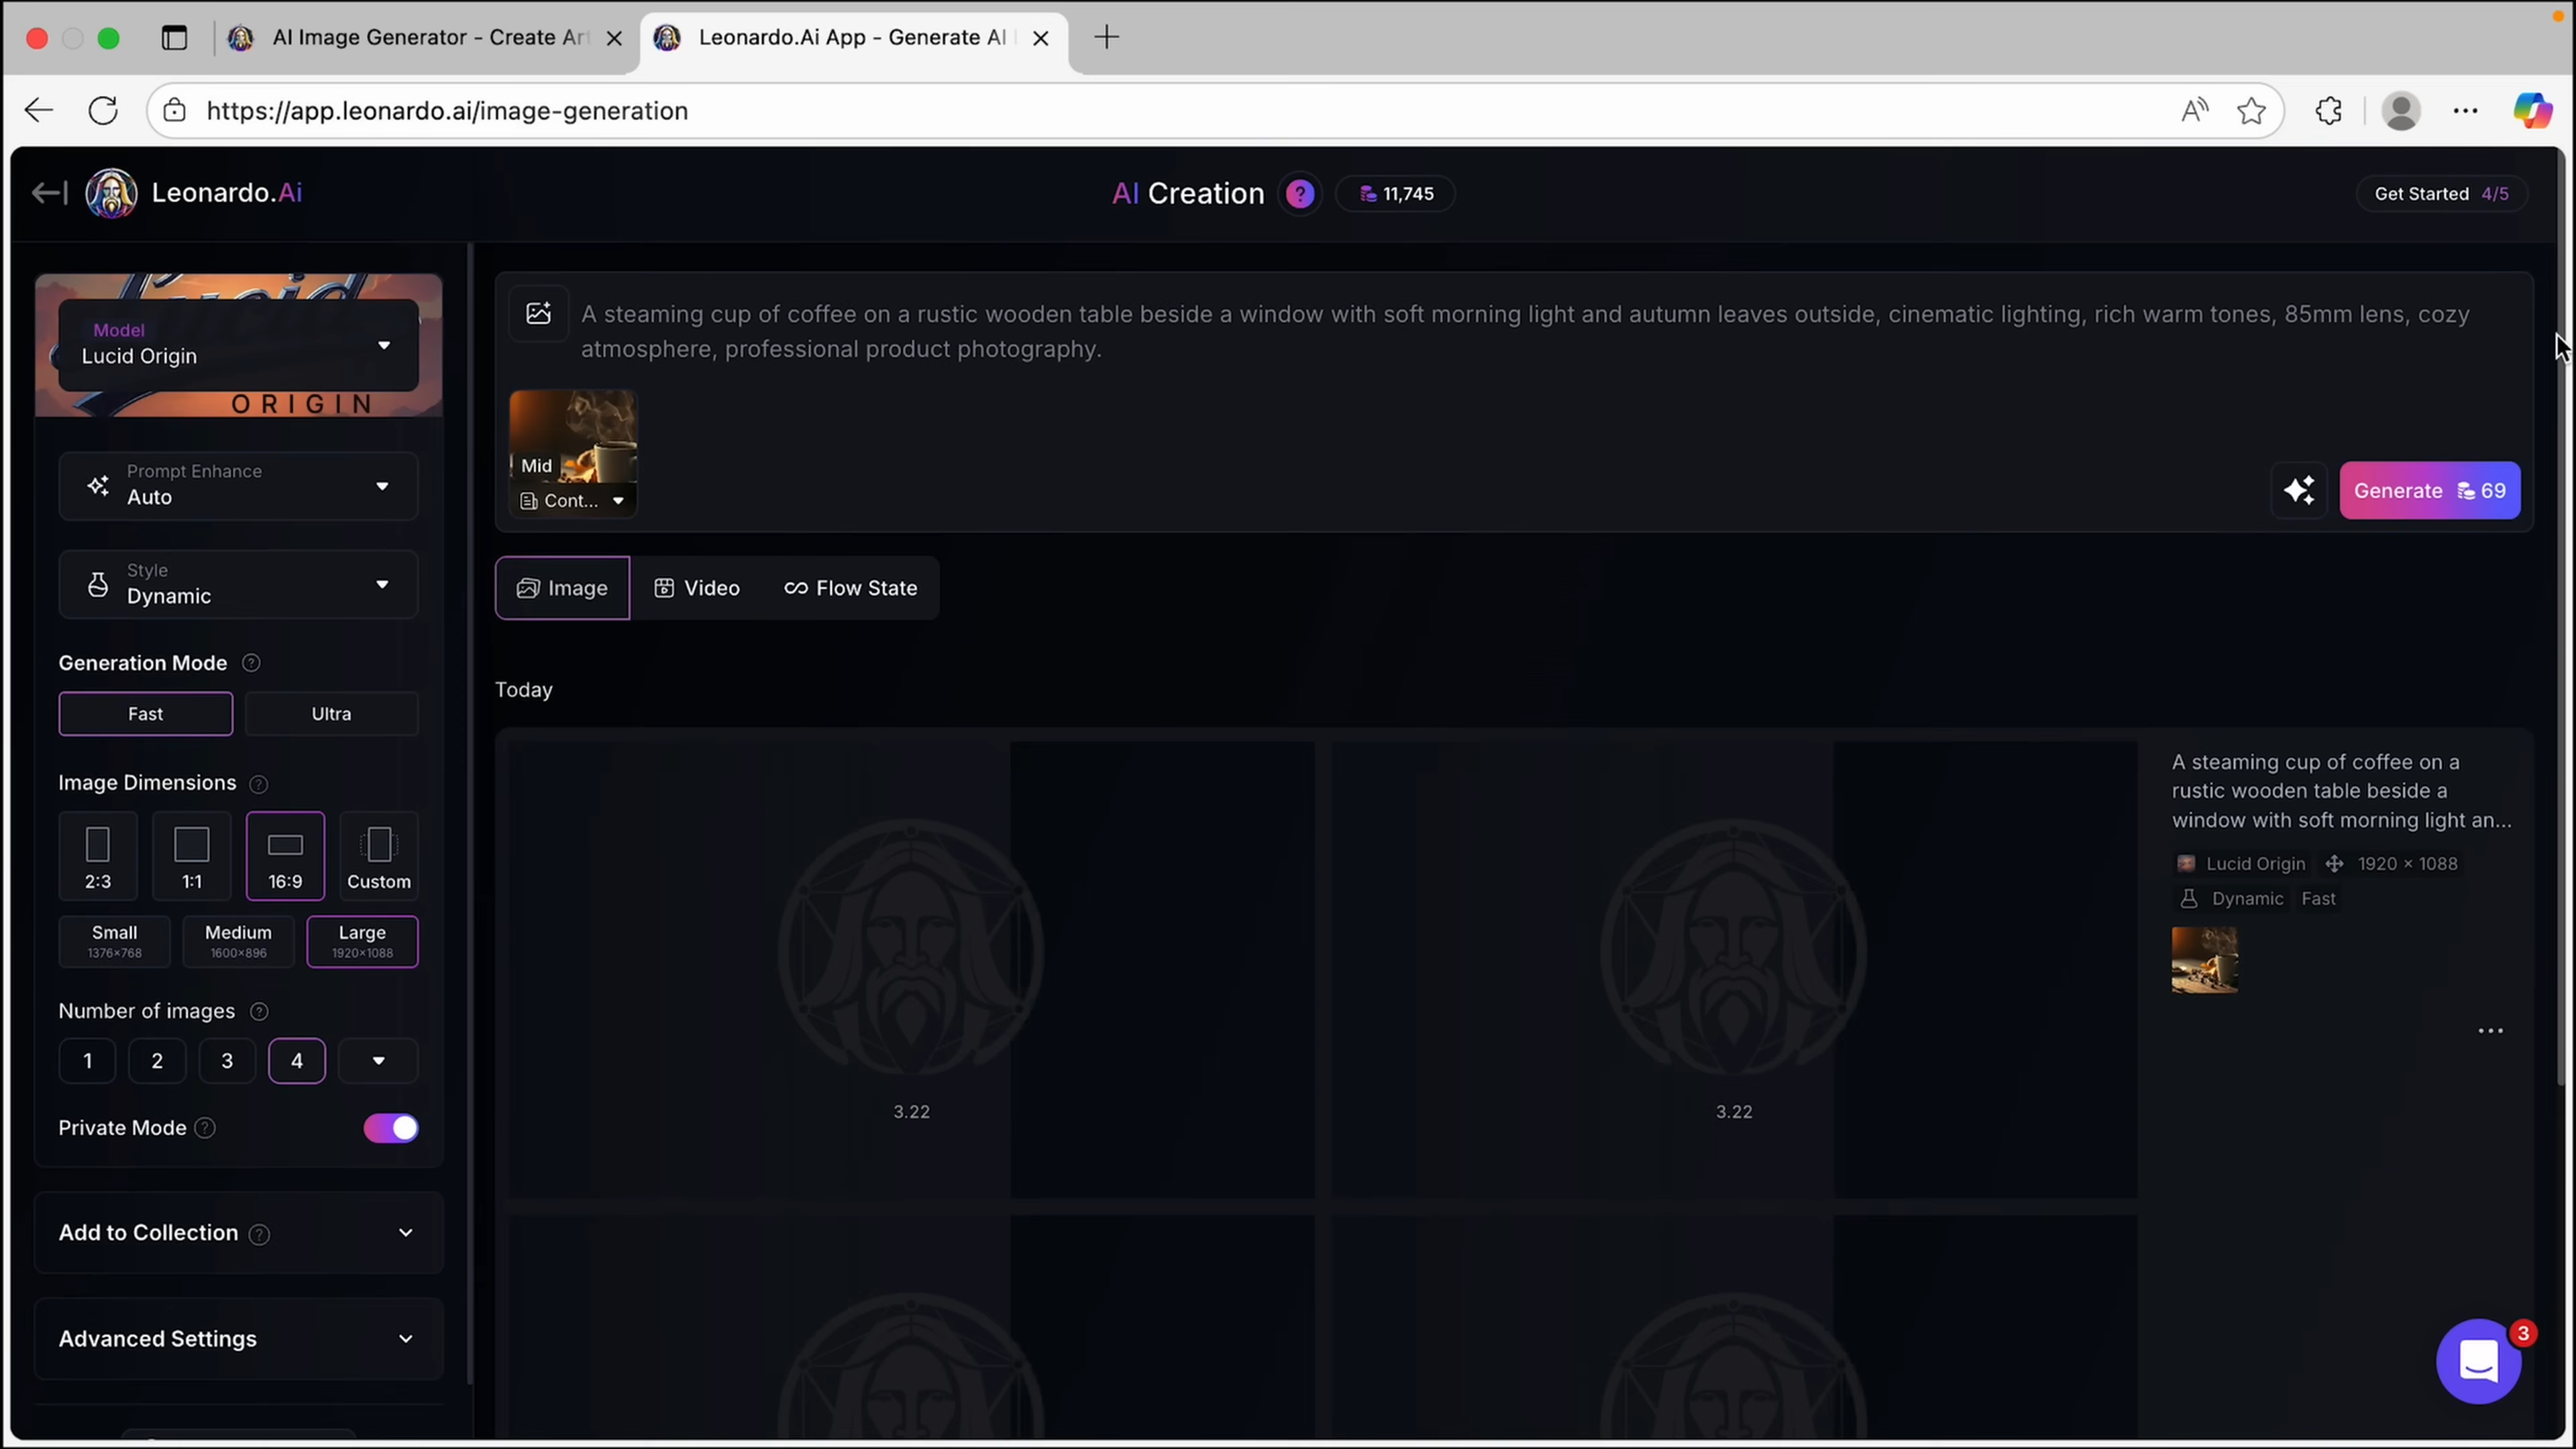 AI Image Generator - Create Art
Leonardo.Ai App - Generate AI
https://app.leonardo.ai/image-generation
Leonardo.Ai
AI Creation
?
11,745
Get Started 4/5
Lucid
ORIGIN
Model
Lucid Origin
A steaming cup of coffee on a rustic wooden table beside a window with soft morning light and autumn leaves outside, cinematic lighting, rich warm tones, 85mm lens, cozy
atmosphere, professional product photography.
Mid
Cont...
Generate 69
Prompt Enhance
Auto
Style
Dynamic
Image
Video
Flow State
Generation Mode ?
Fast
Ultra
Today
Image Dimensions ?
2:3
1:1
16:9
Custom
Small
1376×768
Medium
1600×896
Large
1920×1088
Number of images ?
1
2
3
4
Private Mode ?
Add to Collection ?
Advanced Settings
3.22
3.22
A steaming cup of coffee on a
rustic wooden table beside a
window with soft morning light an...
Lucid Origin
1920 × 1088
Dynamic
Fast
3